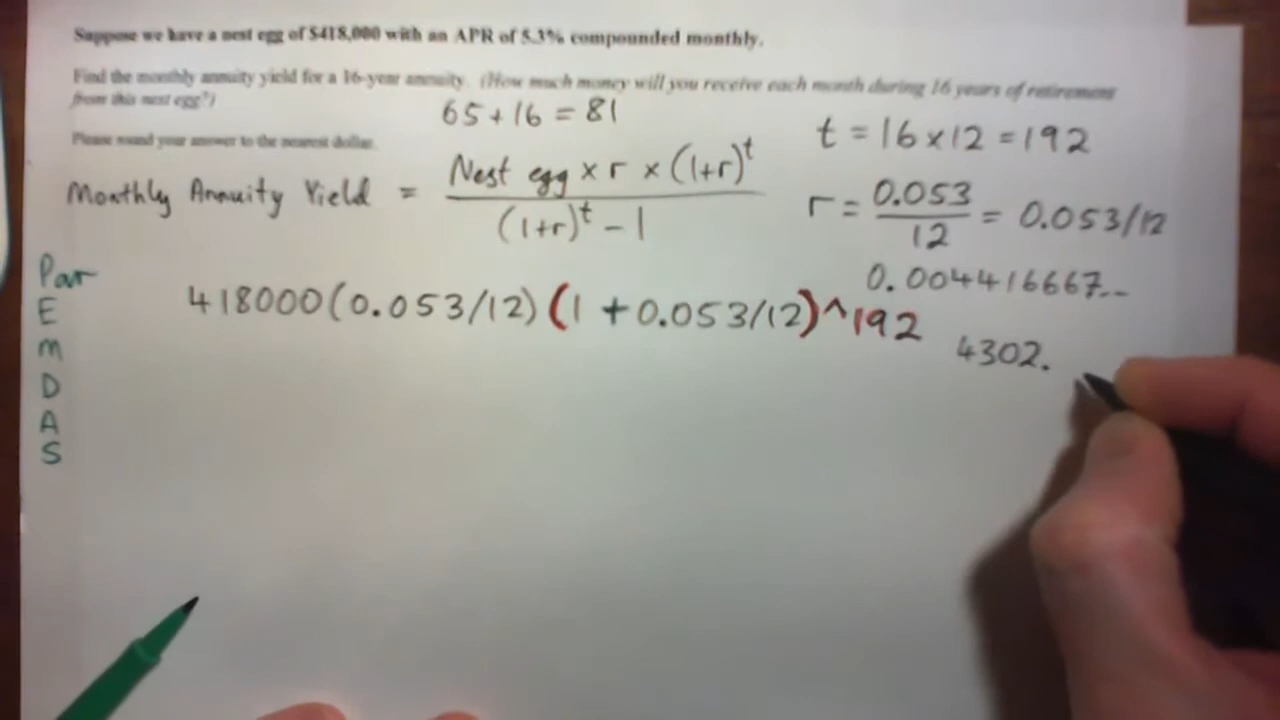 Suppose we have a nest egg of $418,000 with an APR of 5.3% compounded monthly.
Find the monthly annuity yield for a 16-year annuity. (How much money will you receive each month during 16 years of retirement
from this nest egg?)
65 + 16 = 81
Please round your answer to the nearest dollar.
t = 16 × 12 = 192
Monthly Annuity Yield = Nest egg × r × (1+r)^t
(1+r)^t - 1
r = 0.053
12
= 0.053/12
0.004416667...
Par
E
M
D
A
S
418000(0.053/12)(1 + 0.053/12)^192
4302.